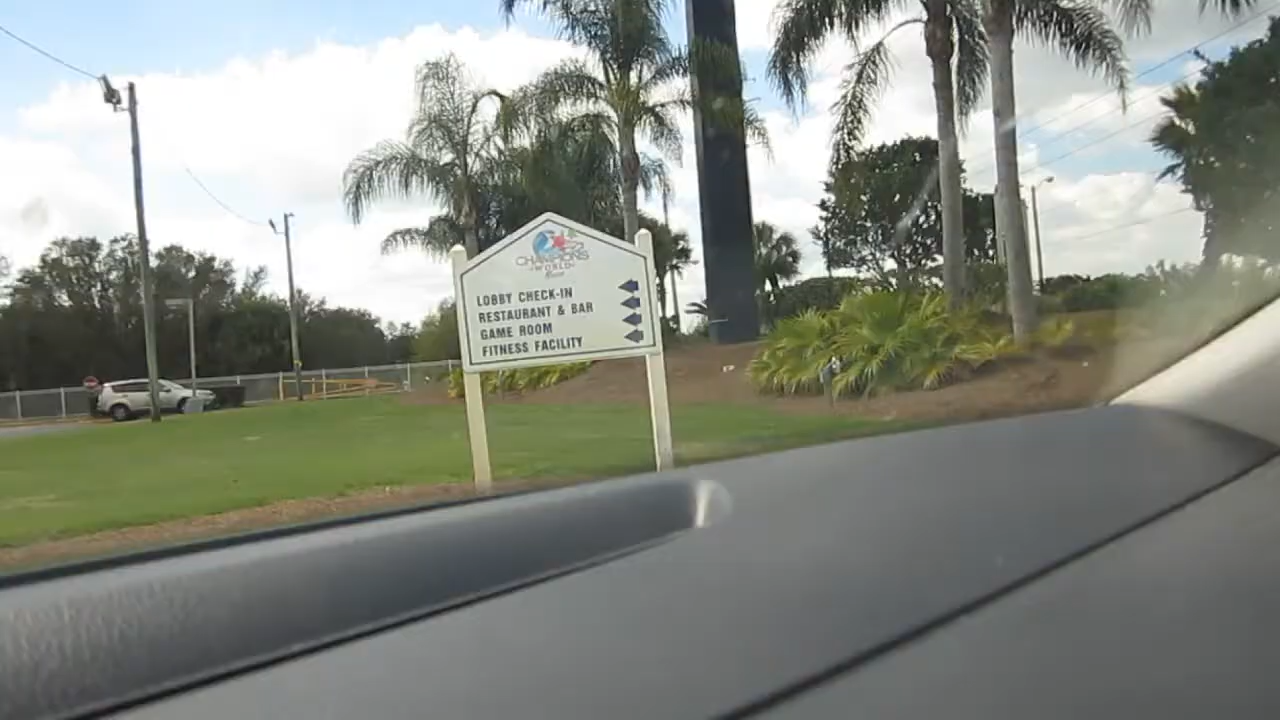 CHAMPIONS
WORLD
LOBBY CHECK-IN
RESTAURANT & BAR
GAME ROOM
FITNESS FACILITY